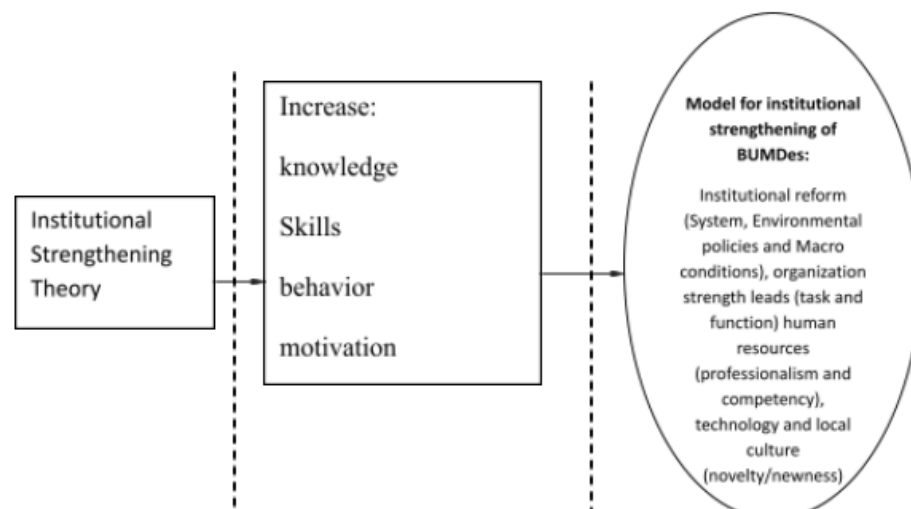 Institutional
Strengthening
Theory
Increase:
knowledge
Skills
behavior
motivation
Model for institutional
strengthening of
BUMDes:
Institutional reform
(System, Environmental
policies and Macro
conditions), organization
strength leads (task and
function) human
resources
(professionalism and
competency),
technology and local
culture
(novelty/newness)